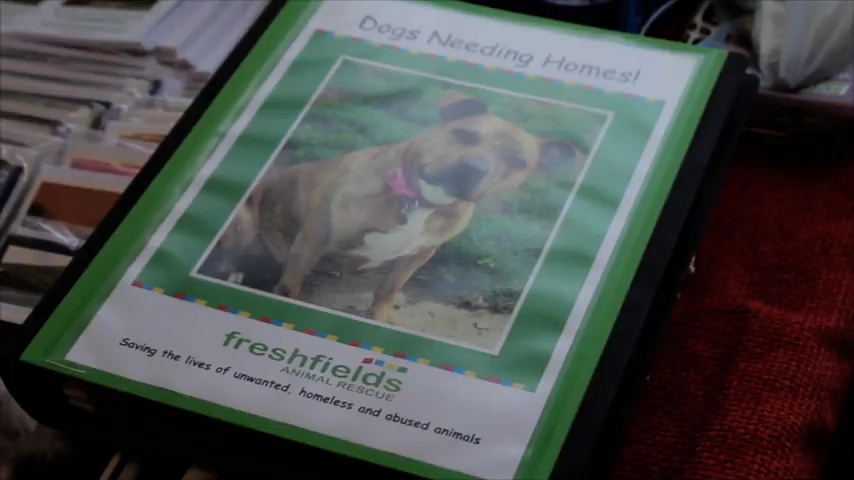 Dogs Needing Homes!
freshfields
ANIMAL RESCUE
Saving the lives of unwanted, homeless and abused animals